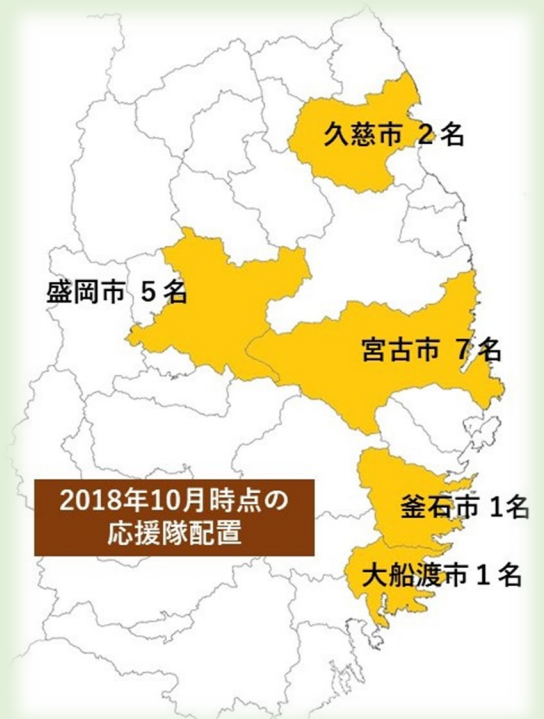 久慈市 2名
盛岡市 5名
宮古市 7名
釜石市 1名
大船渡市 1名
2018年10月時点の
応援隊配置